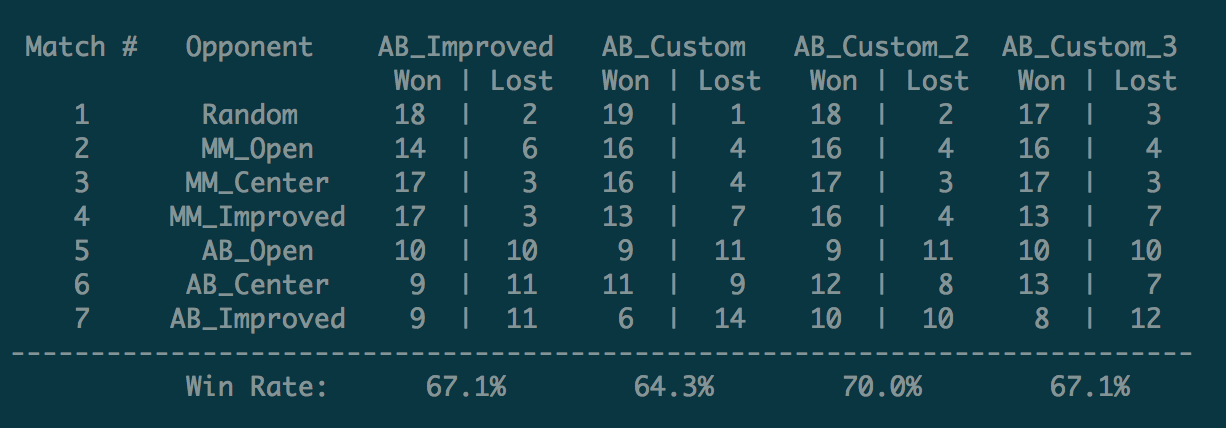 Match #   Opponent    AB_Improved   AB_Custom   AB_Custom_2  AB_Custom_3
Won | Lost   Won | Lost   Won | Lost   Won | Lost
1       Random      18  |   2    19  |   1    18  |   2    17  |   3
2       MM_Open     14  |   6    16  |   4    16  |   4    16  |   4
3      MM_Center    17  |   3    16  |   4    17  |   3    17  |   3
4     MM_Improved   17  |   3    13  |   7    16  |   4    13  |   7
5       AB_Open     10  |  10     9  |  11     9  |  11    10  |  10
6      AB_Center     9  |  11    11  |   9    12  |   8    13  |   7
7     AB_Improved    9  |  11     6  |  14    10  |  10     8  |  12
--------------------------------------------------------------------------
Win Rate:      67.1%        64.3%        70.0%        67.1%